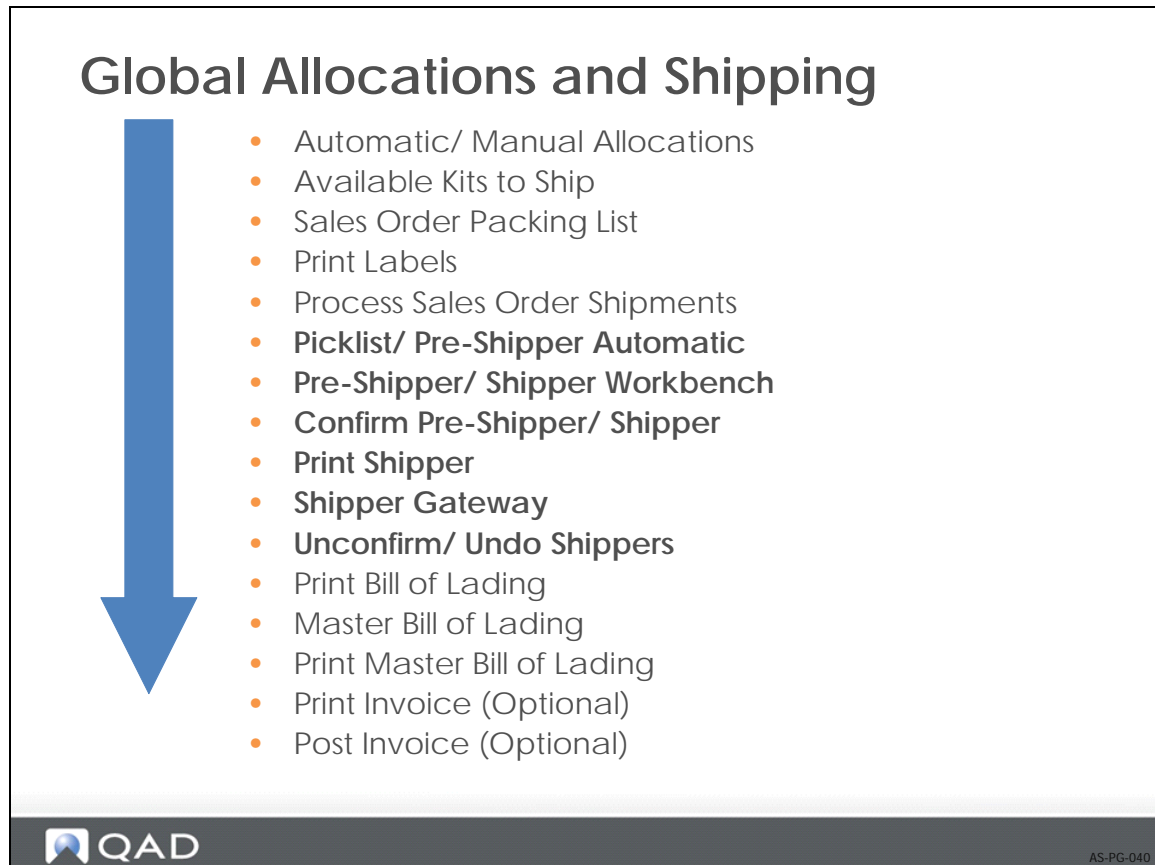 Global Allocations and Shipping
• Automatic/ Manual Allocations
• Available Kits to Ship
• Sales Order Packing List
• Print Labels
• Process Sales Order Shipments
• Picklist/ Pre-Shipper Automatic
• Pre-Shipper/ Shipper Workbench
• Confirm Pre-Shipper/ Shipper
• Print Shipper
• Shipper Gateway
• Unconfirm/ Undo Shippers
• Print Bill of Lading
• Master Bill of Lading
• Print Master Bill of Lading
• Print Invoice (Optional)
• Post Invoice (Optional)
QAD
AS-PG-040